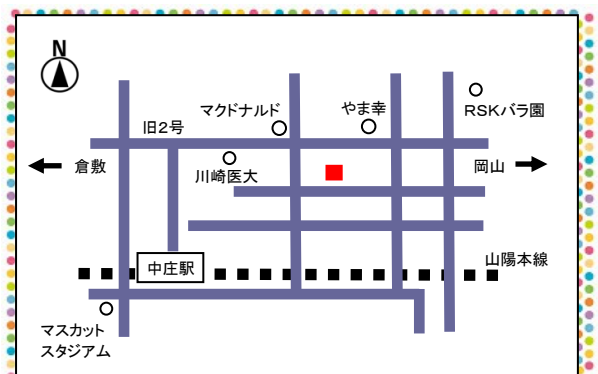 N
マクドナルド
やま幸
RSKバラ園
旧2号
倉敷
川崎医大
岡山
中庄駅
山陽本線
マスカット
スタジアム